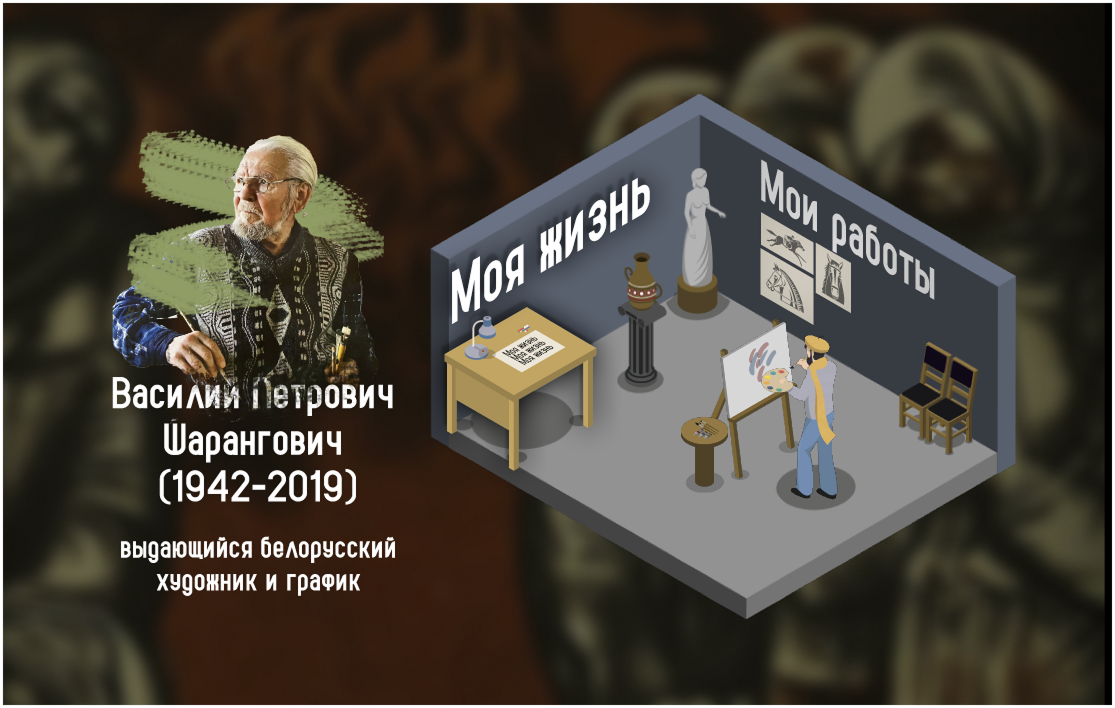 Василий Петрович
Шарангович
(1942-2019)
выдающийся белорусский
художник и график
Моя жизнь
Моя жизнь
Моя жизнь
Моя жизнь
Мои работы